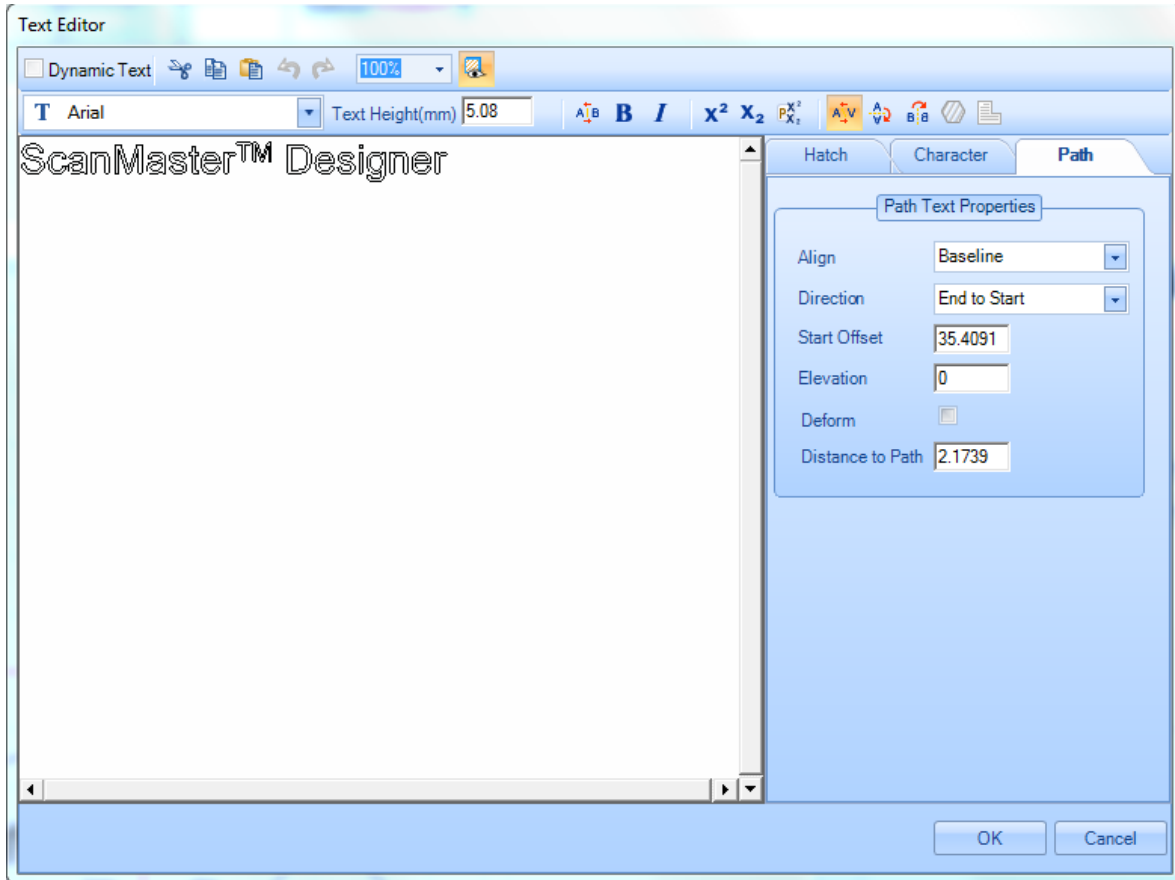 Text Editor
Dynamic Text 100%
T Arial Text Height(mm) 5.08 A B B I X² X₂ PX²X₂ A V A V B B
ScanMaster™ Designer
Hatch Character Path
Path Text Properties
Align Baseline
Direction End to Start
Start Offset 35.4091
Elevation 0
Deform
Distance to Path 2.1739
OK Cancel